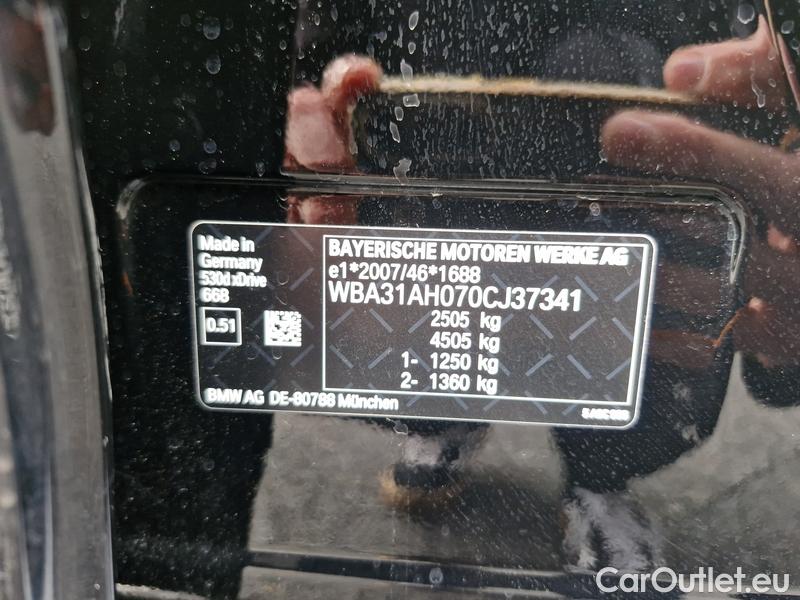 Made in
Germany
530d xDrive
668
0.51
BAYERISCHE MOTOREN WERKE AG
e1*2007/46*1688
WBA31AH070CJ37341
2505 kg
4505 kg
1- 1250 kg
2- 1360 kg
BMW AG DE-80788 München
CarOutlet.eu